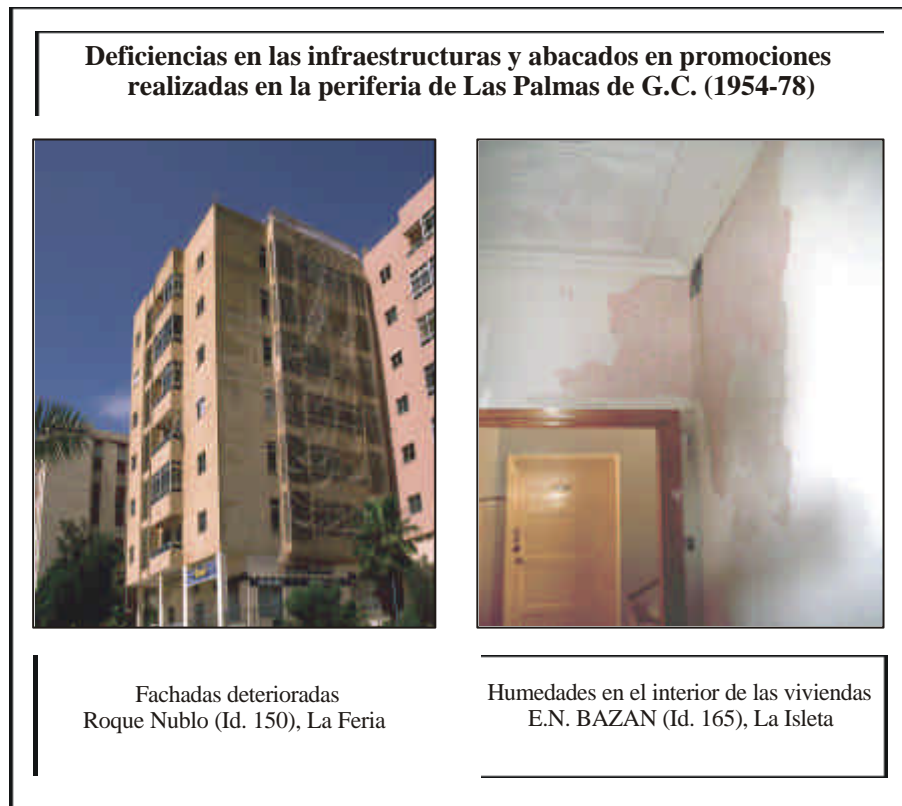 Deficiencias en las infraestructuras y abacados en promociones
realizadas en la periferia de Las Palmas de G.C. (1954-78)
Fachadas deterioradas
Roque Nublo (Id. 150), La Feria
Humedades en el interior de las viviendas
E.N. BAZAN (Id. 165), La Isleta